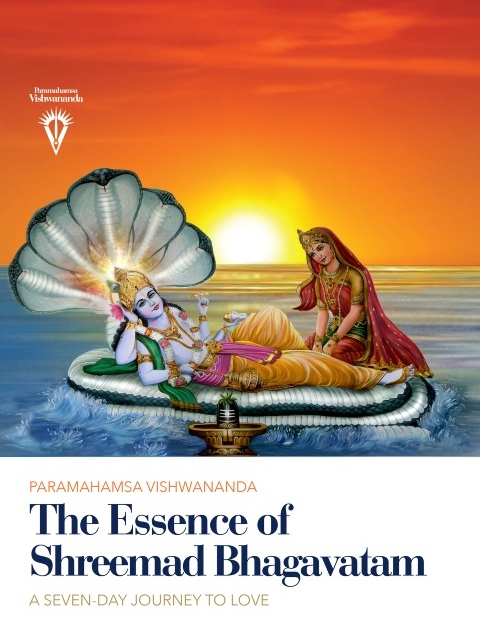 Paramahamsa
Vishwananda
PARAMAHAMSA VISHWANANDA
The Essence of
Shreemad Bhagavatam
A SEVEN-DAY JOURNEY TO LOVE